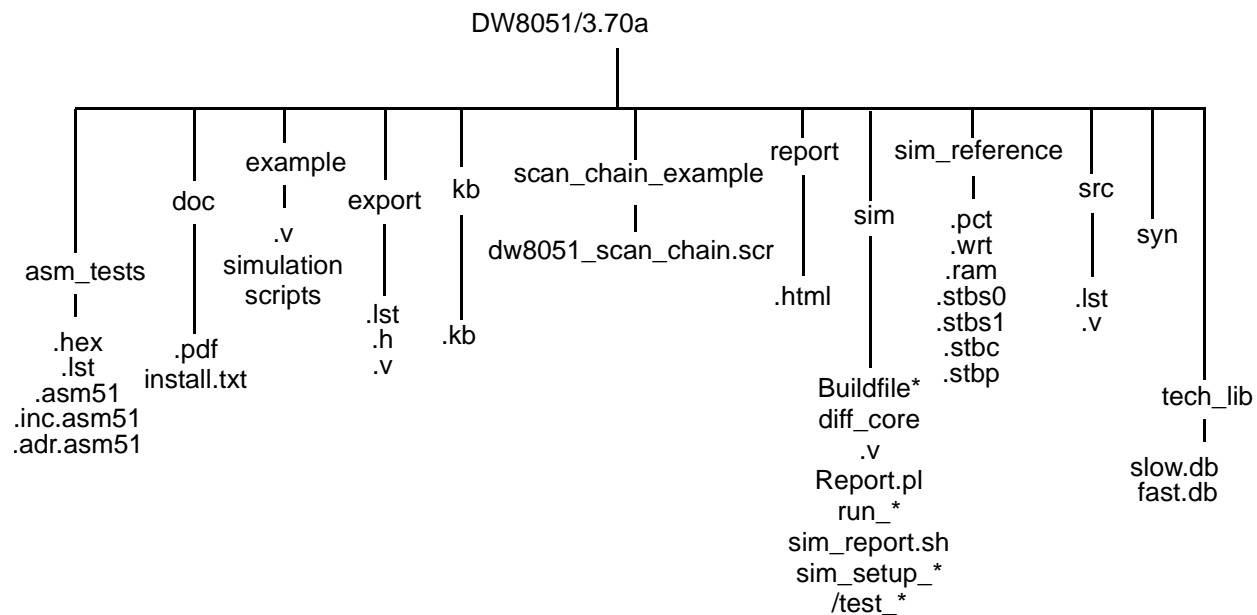 DW8051/3.70a
asm_tests
.hex
.lst
.asm51
.inc.asm51
.adr.asm51
doc
.pdf
install.txt
example
.v
simulation
scripts
export
.lst
.h
.v
kb
.kb
scan_chain_example
dw8051_scan_chain.scr
report
.html
sim
Buildfile*
diff_core
.v
Report.pl
run_*
sim_report.sh
sim_setup_*
/test_*
sim_reference
.pct
.wrt
.ram
.stbs0
.stbs1
.stbc
.stbp
src
.lst
.v
syn
tech_lib
slow.db
fast.db